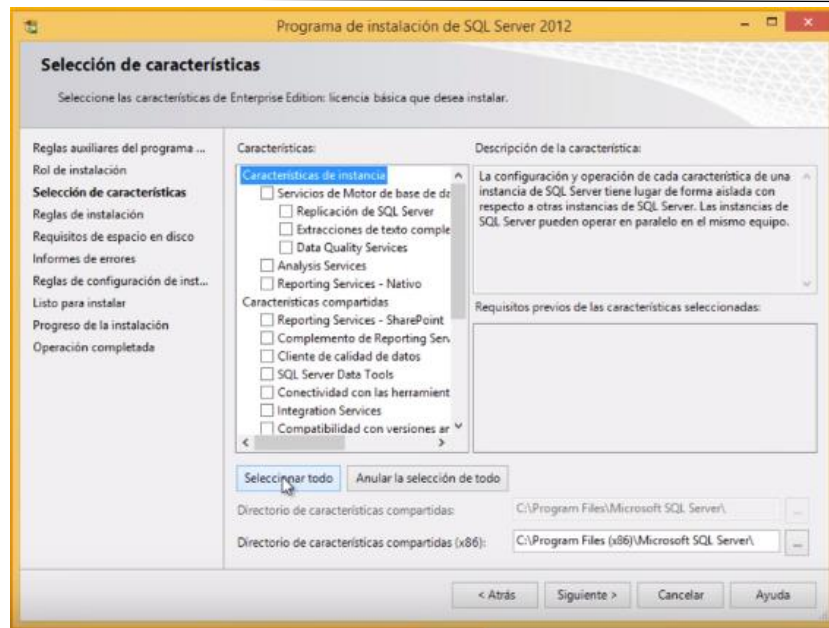 Programa de instalación de SQL Server 2012
Selección de características
Seleccione las características de Enterprise Edition: licencia básica que desea instalar.
Reglas auxiliares del programa ...
Rol de instalación
Selección de características
Reglas de instalación
Requisitos de espacio en disco
Informes de errores
Reglas de configuración de inst...
Listo para instalar
Progreso de la instalación
Operación completada
Características:
Características de instancia
Servicios de Motor de base de da
Replicación de SQL Server
Extracciones de texto comple
Data Quality Services
Analysis Services
Reporting Services - Nativo
Características compartidas
Reporting Services - SharePoint
Complemento de Reporting Serv
Cliente de calidad de datos
SQL Server Data Tools
Conectividad con las herramient
Integration Services
Compatibilidad con versiones ar
Descripción de la característica:
La configuración y operación de cada característica de una
instancia de SQL Server tiene lugar de forma aislada con
respecto a otras instancias de SQL Server. Las instancias de
SQL Server pueden operar en paralelo en el mismo equipo.
Requisitos previos de las características seleccionadas:
Seleccionar todo
Anular la selección de todo
Directorio de características compartidas:
C:\Program Files\Microsoft SQL Server\
...
Directorio de características compartidas (x86):
C:\Program Files (x86)\Microsoft SQL Server\
...
< Atrás
Siguiente >
Cancelar
Ayuda